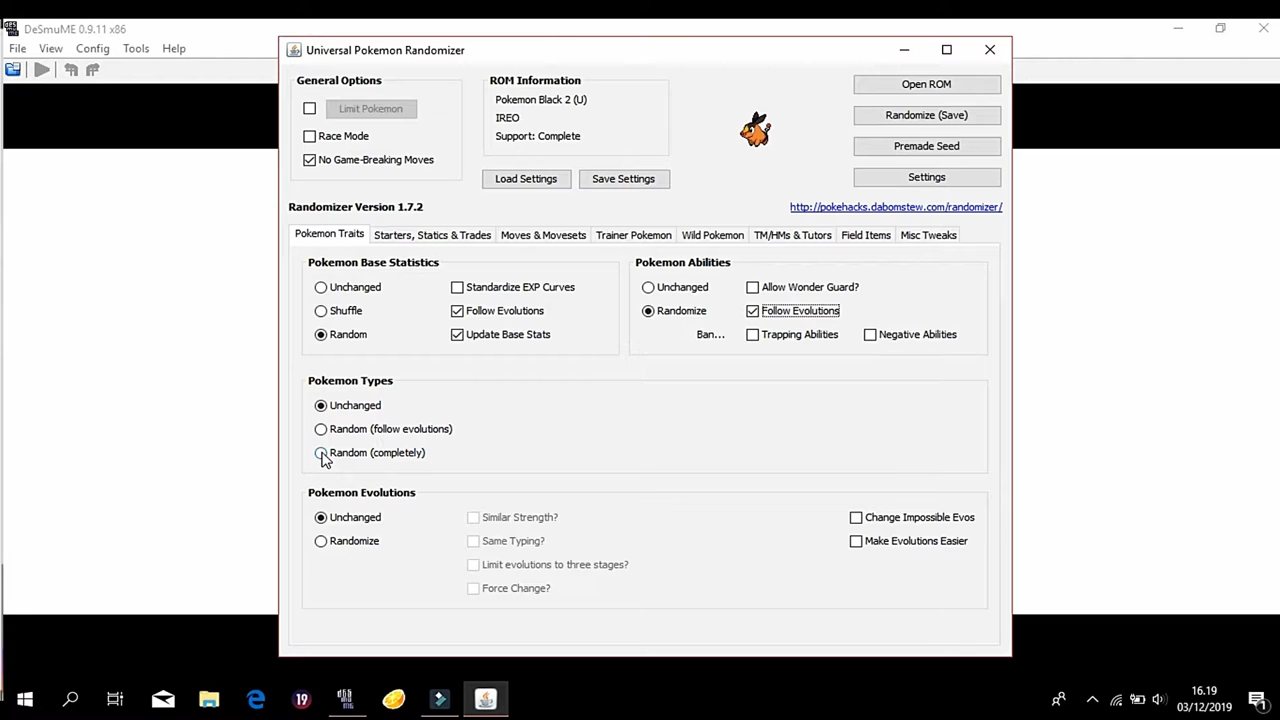 DeSmuME 0.9.11 x86
File View Config Tools Help
Universal Pokemon Randomizer
General Options
Limit Pokemon
Race Mode
No Game-Breaking Moves
ROM Information
Pokemon Black 2 (U)
IREO
Support: Complete
Load Settings Save Settings
Open ROM
Randomize (Save)
Premade Seed
Settings
Randomizer Version 1.7.2
http://pokehacks.dabomstew.com/randomizer/
Pokemon Traits Starters, Statics & Trades Moves & Movesets Trainer Pokemon Wild Pokemon TM/HMs & Tutors Field Items Misc Tweaks
Pokemon Base Statistics
Unchanged Standardize EXP Curves
Shuffle Follow Evolutions
Random Update Base Stats
Pokemon Abilities
Unchanged Allow Wonder Guard?
Randomize Follow Evolutions
Ban... Trapping Abilities Negative Abilities
Pokemon Types
Unchanged
Random (follow evolutions)
Random (completely)
Pokemon Evolutions
Unchanged Similar Strength? Change Impossible Evos
Randomize Same Typing? Make Evolutions Easier
Limit evolutions to three stages?
Force Change?
19
16.19
03/12/2019